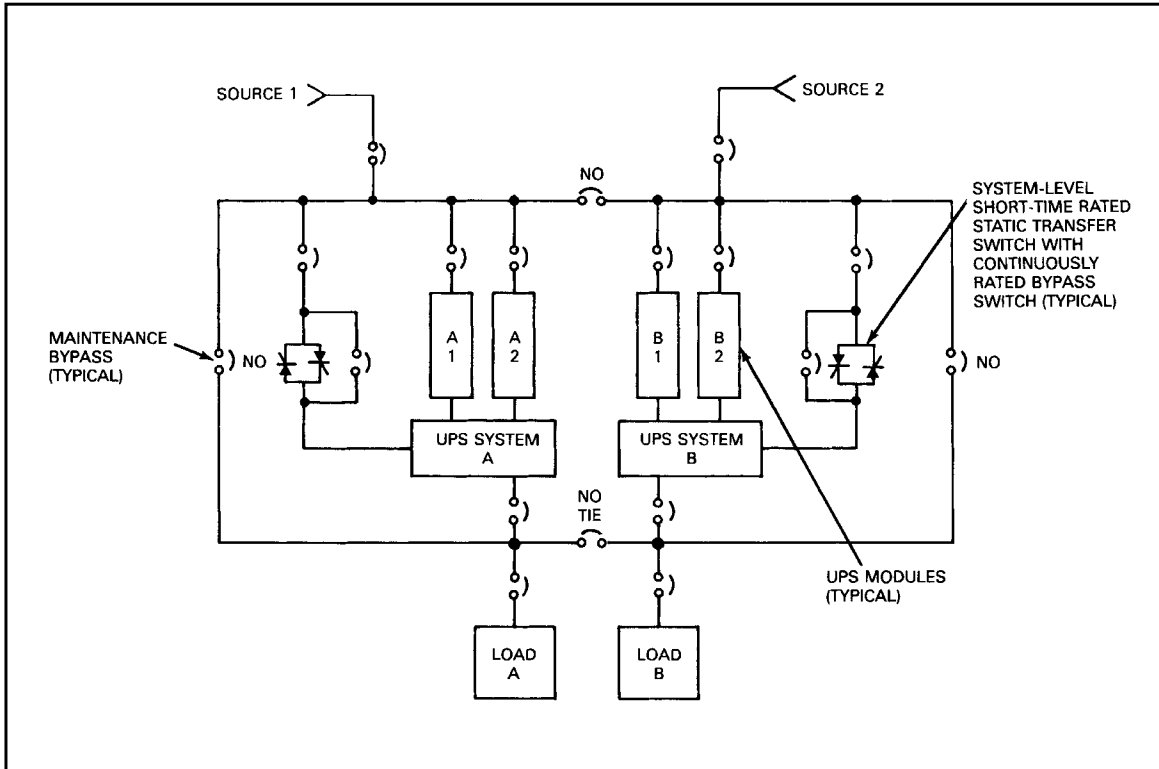 SOURCE 1
SOURCE 2
NO
SYSTEM-LEVEL
SHORT-TIME RATED
STATIC TRANSFER
SWITCH WITH
CONTINUOUSLY
RATED BYPASS
SWITCH (TYPICAL)
MAINTENANCE
BYPASS
(TYPICAL)
NO
A
1
A
2
B
1
B
2
NO
UPS SYSTEM
A
UPS SYSTEM
B
NO
TIE
UPS MODULES
(TYPICAL)
LOAD
A
LOAD
B